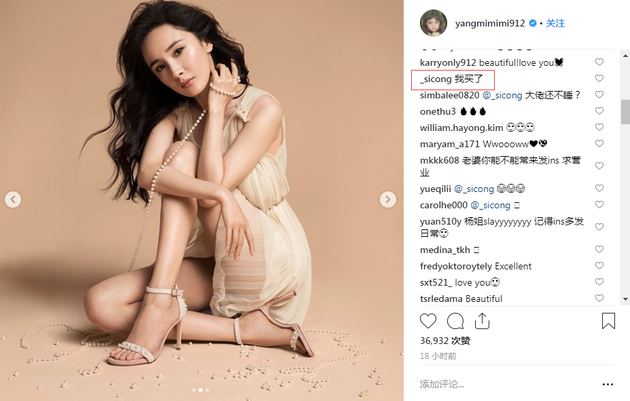 yangmimimi912 • 关注
karryonly912 beautifulllove you
_sicong 我买了
simbalee0820 @_sicong 大佬还不睡？
onethu3
william.hayong.kim
maryam_a171 Wwoooww
mkkk608 老婆你能不能常来发ins 求营
业
yueqilii @_sicong
carolhe000 @_sicong
yuan510y 杨姐slayyyyyyyy 记得ins多发
日常
medina_tkh
fredyoktoroytely Excellent
sxt521_ love you
tsrledama Beautiful
36,932 次赞
18 小时前
添加评论...